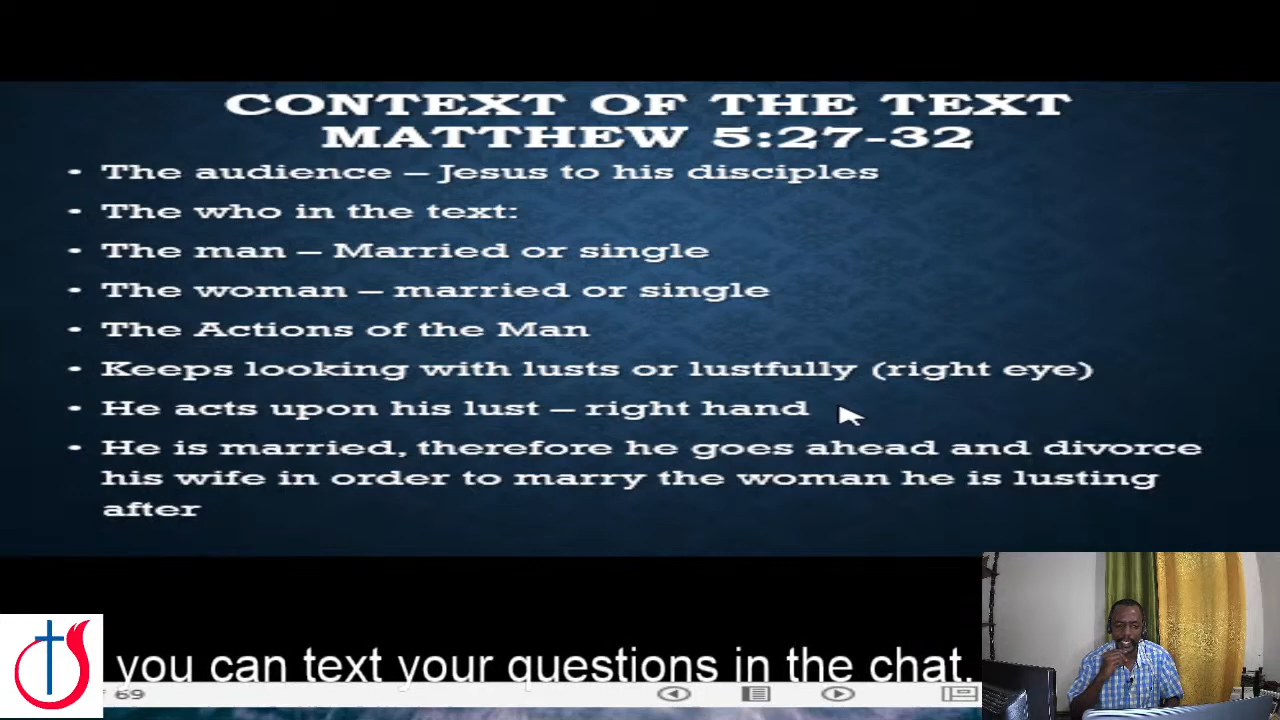 CONTEXT OF THE TEXT
MATTHEW 5:27-32
• The audience – Jesus to his disciples
• The who in the text:
• The man – Married or single
• The woman – married or single
• The Actions of the Man
• Keeps looking with lusts or lustfully (right eye)
• He acts upon his lust – right hand
• He is married, therefore he goes ahead and divorce
his wife in order to marry the woman he is lusting
after
you can text your questions in the chat.
69